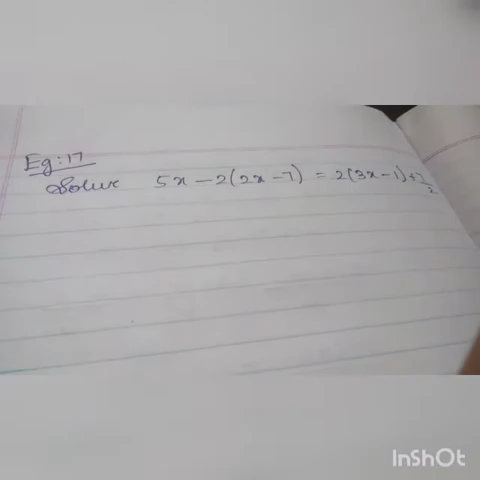 Eg:17
Solve 5x - 2(2x - 7) = 2(3x - 1) + 7/2
InShOt